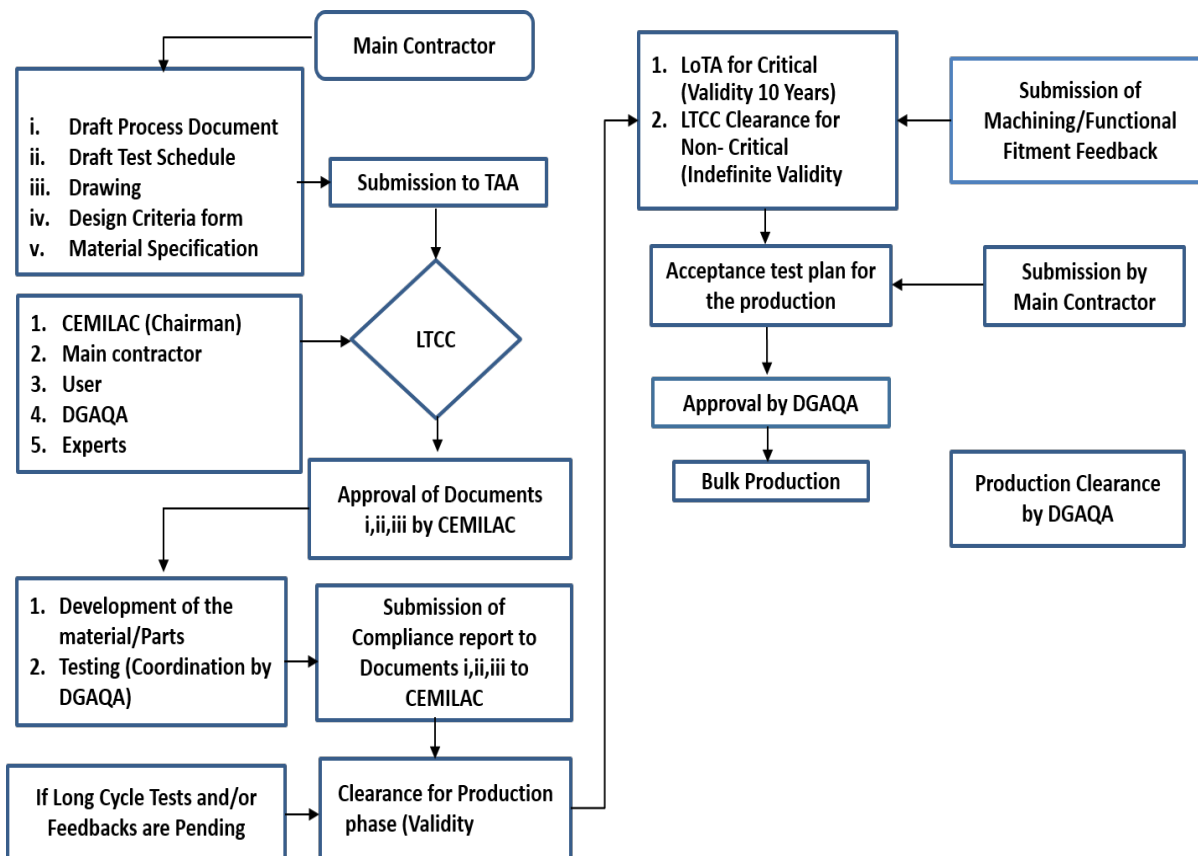 Main Contractor
i. Draft Process Document
ii. Draft Test Schedule
iii. Drawing
iv. Design Criteria form
v. Material Specification
Submission to TAA
1. CEMILAC (Chairman)
2. Main contractor
3. User
4. DGAQA
5. Experts
LTCC
Approval of Documents
i,ii,iii by CEMILAC
1. Development of the
material/Parts
2. Testing (Coordination by
DGAQA)
Submission of
Compliance report to
Documents i,ii,iii to
CEMILAC
If Long Cycle Tests and/or
Feedbacks are Pending
Clearance for Production
phase (Validity
1. LoTA for Critical
(Validity 10 Years)
2. LTCC Clearance for
Non- Critical
(Indefinite Validity
Submission of
Machining/Functional
Fitment Feedback
Acceptance test plan for
the production
Submission by
Main Contractor
Approval by DGAQA
Bulk Production
Production Clearance
by DGAQA